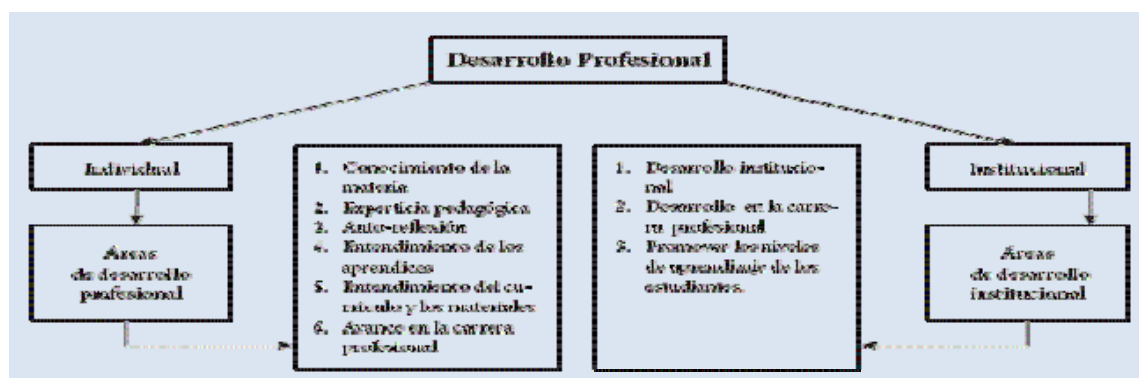 Desarrollo Profesional
Individual
Áreas
de desarrollo
profesional
1. Conocimiento de la
materia
2. Experticia pedagógica
3. Auto-reflexión
4. Entendimiento de los
aprendices
5. Entendimiento del cu-
rrículo y los materiales
6. Avance en la carrera
profesional
1. Desarrollo institucio-
nal
2. Desarrollo en la carre-
ra profesional
3. Promover los niveles
de aprendizaje de los
estudiantes.
Institucional
Áreas
de desarrollo
institucional